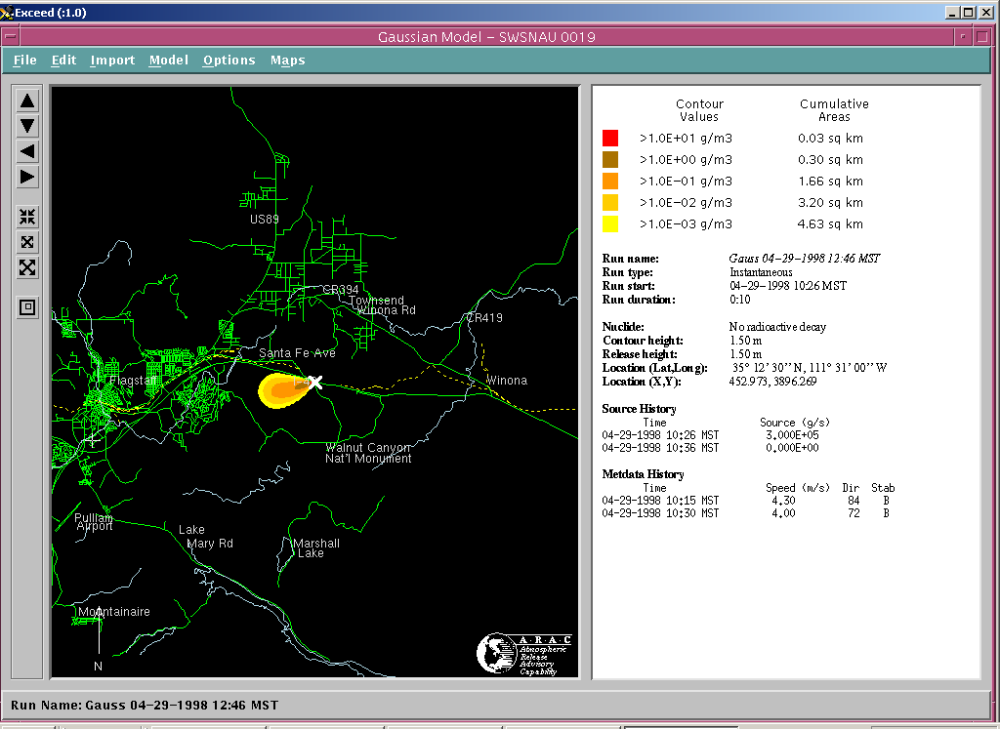 Exceed (:1.0)
Gaussian Model – SWSNAU 0019
File Edit Import Model Options Maps
US89
CR394
Townsend
Winona Rd
CR419
Santa Fe Ave
Flagstaff
Winona
Walnut Canyon
Nat'l Monument
Pulliam
Airport
Lake
Mary Rd
Marshall
Lake
Mountainaire
N
A·R·A·C
Atmospheric
Release
Advisory
Capability
Contour Cumulative
Values Areas
>1.0E+01 g/m3 0.03 sq km
>1.0E+00 g/m3 0.30 sq km
>1.0E−01 g/m3 1.66 sq km
>1.0E−02 g/m3 3.20 sq km
>1.0E−03 g/m3 4.63 sq km
Run name: Gauss 04−29−1998 12:46 MST
Run type: Instantaneous
Run start: 04−29−1998 10:26 MST
Run duration: 0:10
Nuclide: No radioactive decay
Contour height: 1.50 m
Release height: 1.50 m
Location (Lat,Long): 35° 12' 30'' N, 111° 31' 00'' W
Location (X,Y): 452.973, 3896.269
Source History
Time Source (g/s)
04-29-1998 10:26 MST 3.000E+05
04-29-1998 10:36 MST 0.000E+00
Metdata History
Time Speed (m/s) Dir Stab
04-29-1998 10:15 MST 4.30 84 B
04-29-1998 10:30 MST 4.00 72 B
Run Name: Gauss 04−29−1998 12:46 MST